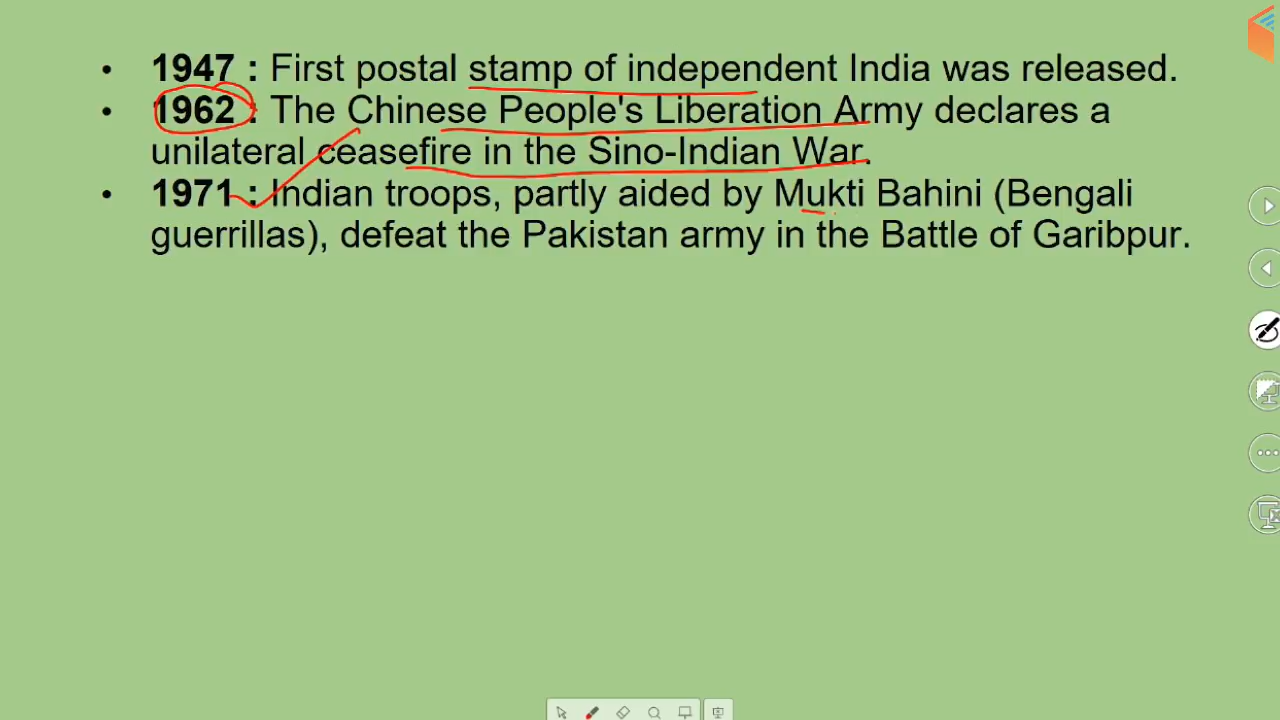 • 1947 : First postal stamp of independent India was released.
• 1962 : The Chinese People's Liberation Army declares a
unilateral ceasefire in the Sino-Indian War.
• 1971 : Indian troops, partly aided by Mukti Bahini (Bengali
guerrillas), defeat the Pakistan army in the Battle of Garibpur.